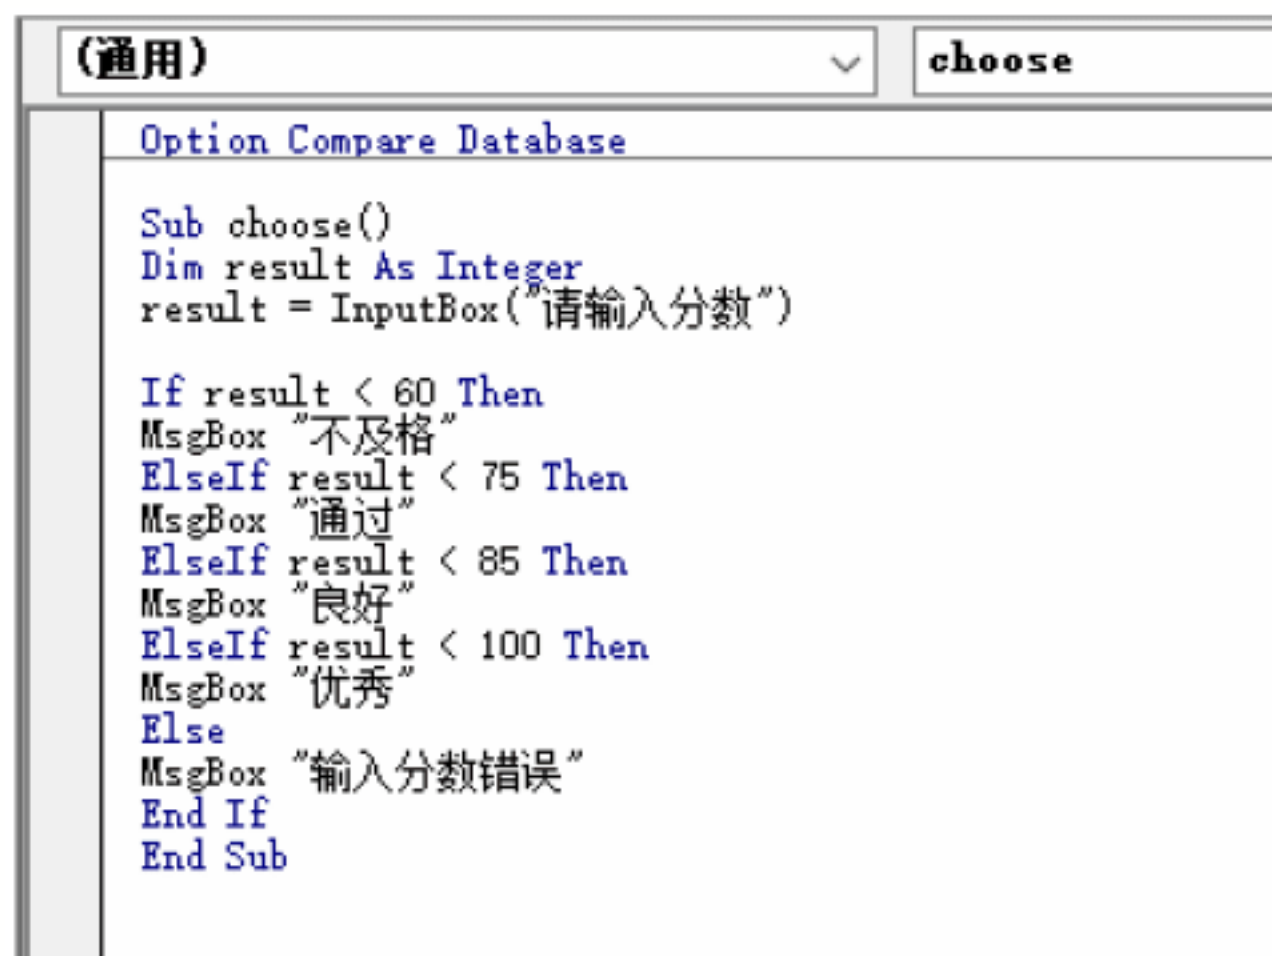 (通用)
choose
Option Compare Database
Sub choose()
Dim result As Integer
result = InputBox("请输入分数")
If result < 60 Then
MsgBox "不及格"
ElseIf result < 75 Then
MsgBox "通过"
ElseIf result < 85 Then
MsgBox "良好"
ElseIf result < 100 Then
MsgBox "优秀"
Else
MsgBox "输入分数错误"
End If
End Sub